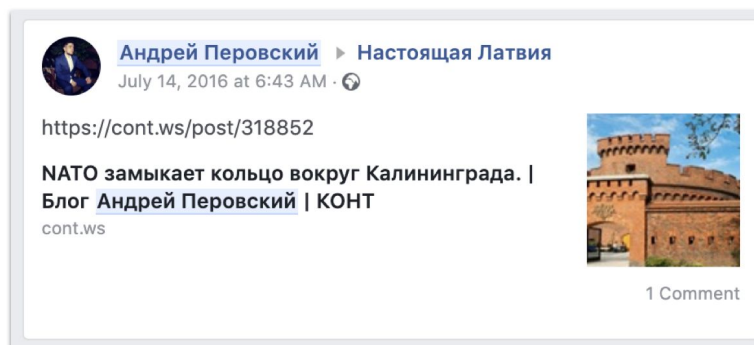 Андрей Перовский ▸ Настоящая Латвия
July 14, 2016 at 6:43 AM ·
https://cont.ws/post/318852
NATO замыкает кольцо вокруг Калининграда. |
Блог Андрей Перовский | КОНТ
cont.ws
1 Comment